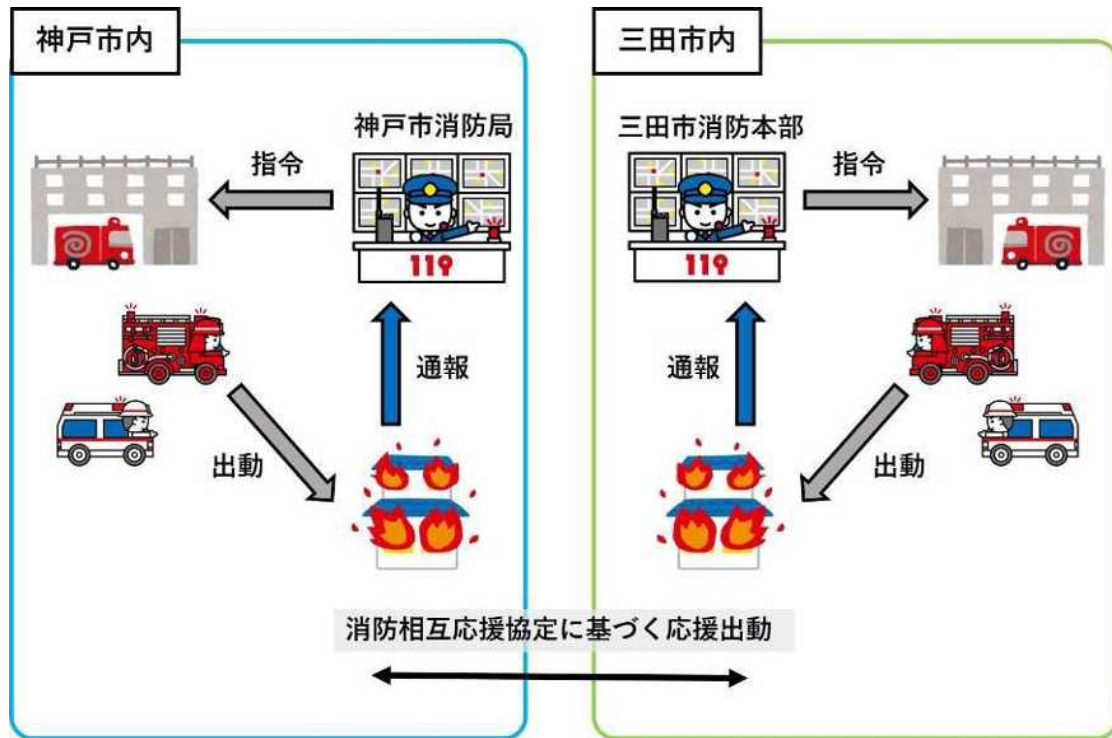 神戸市内
三田市内
神戸市消防局
三田市消防本部
指令
指令
119
119
通報
通報
出動
出動
消防相互応援協定に基づく応援出動